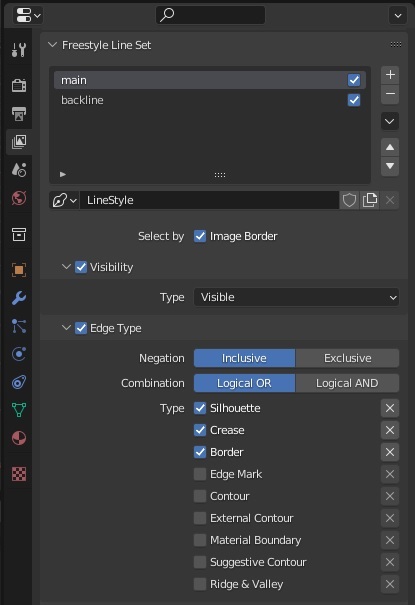 Freestyle Line Set
main
backline
LineStyle
Select by Image Border
Visibility
Type Visible
Edge Type
Negation Inclusive Exclusive
Combination Logical OR Logical AND
Type Silhouette
Crease
Border
Edge Mark
Contour
External Contour
Material Boundary
Suggestive Contour
Ridge & Valley